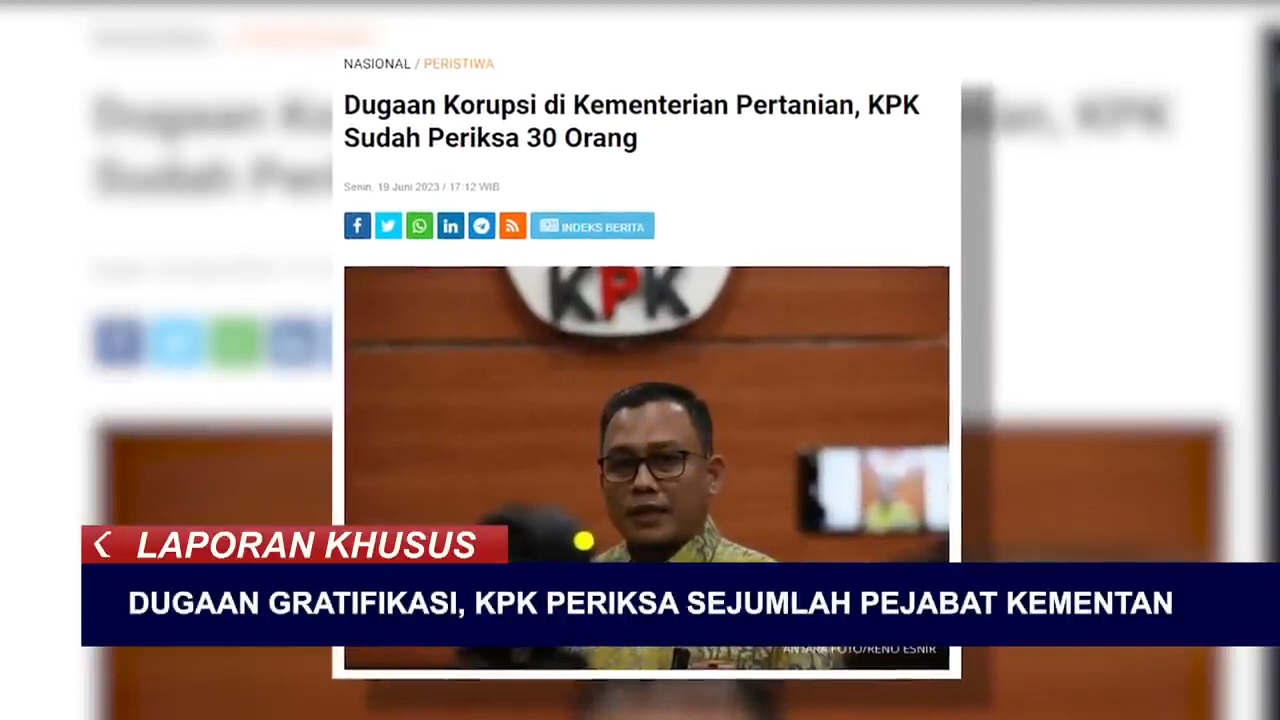 NASIONAL / PERISTIWA
Dugaan Korupsi di Kementerian Pertanian, KPK
Sudah Periksa 30 Orang
Senin, 19 Juni 2023 / 17:12 WIB
INDEKS BERITA
KPK
LAPORAN KHUSUS
DUGAAN GRATIFIKASI, KPK PERIKSA SEJUMLAH PEJABAT KEMENTAN
ANTARA FOTO/RENO ESNIR